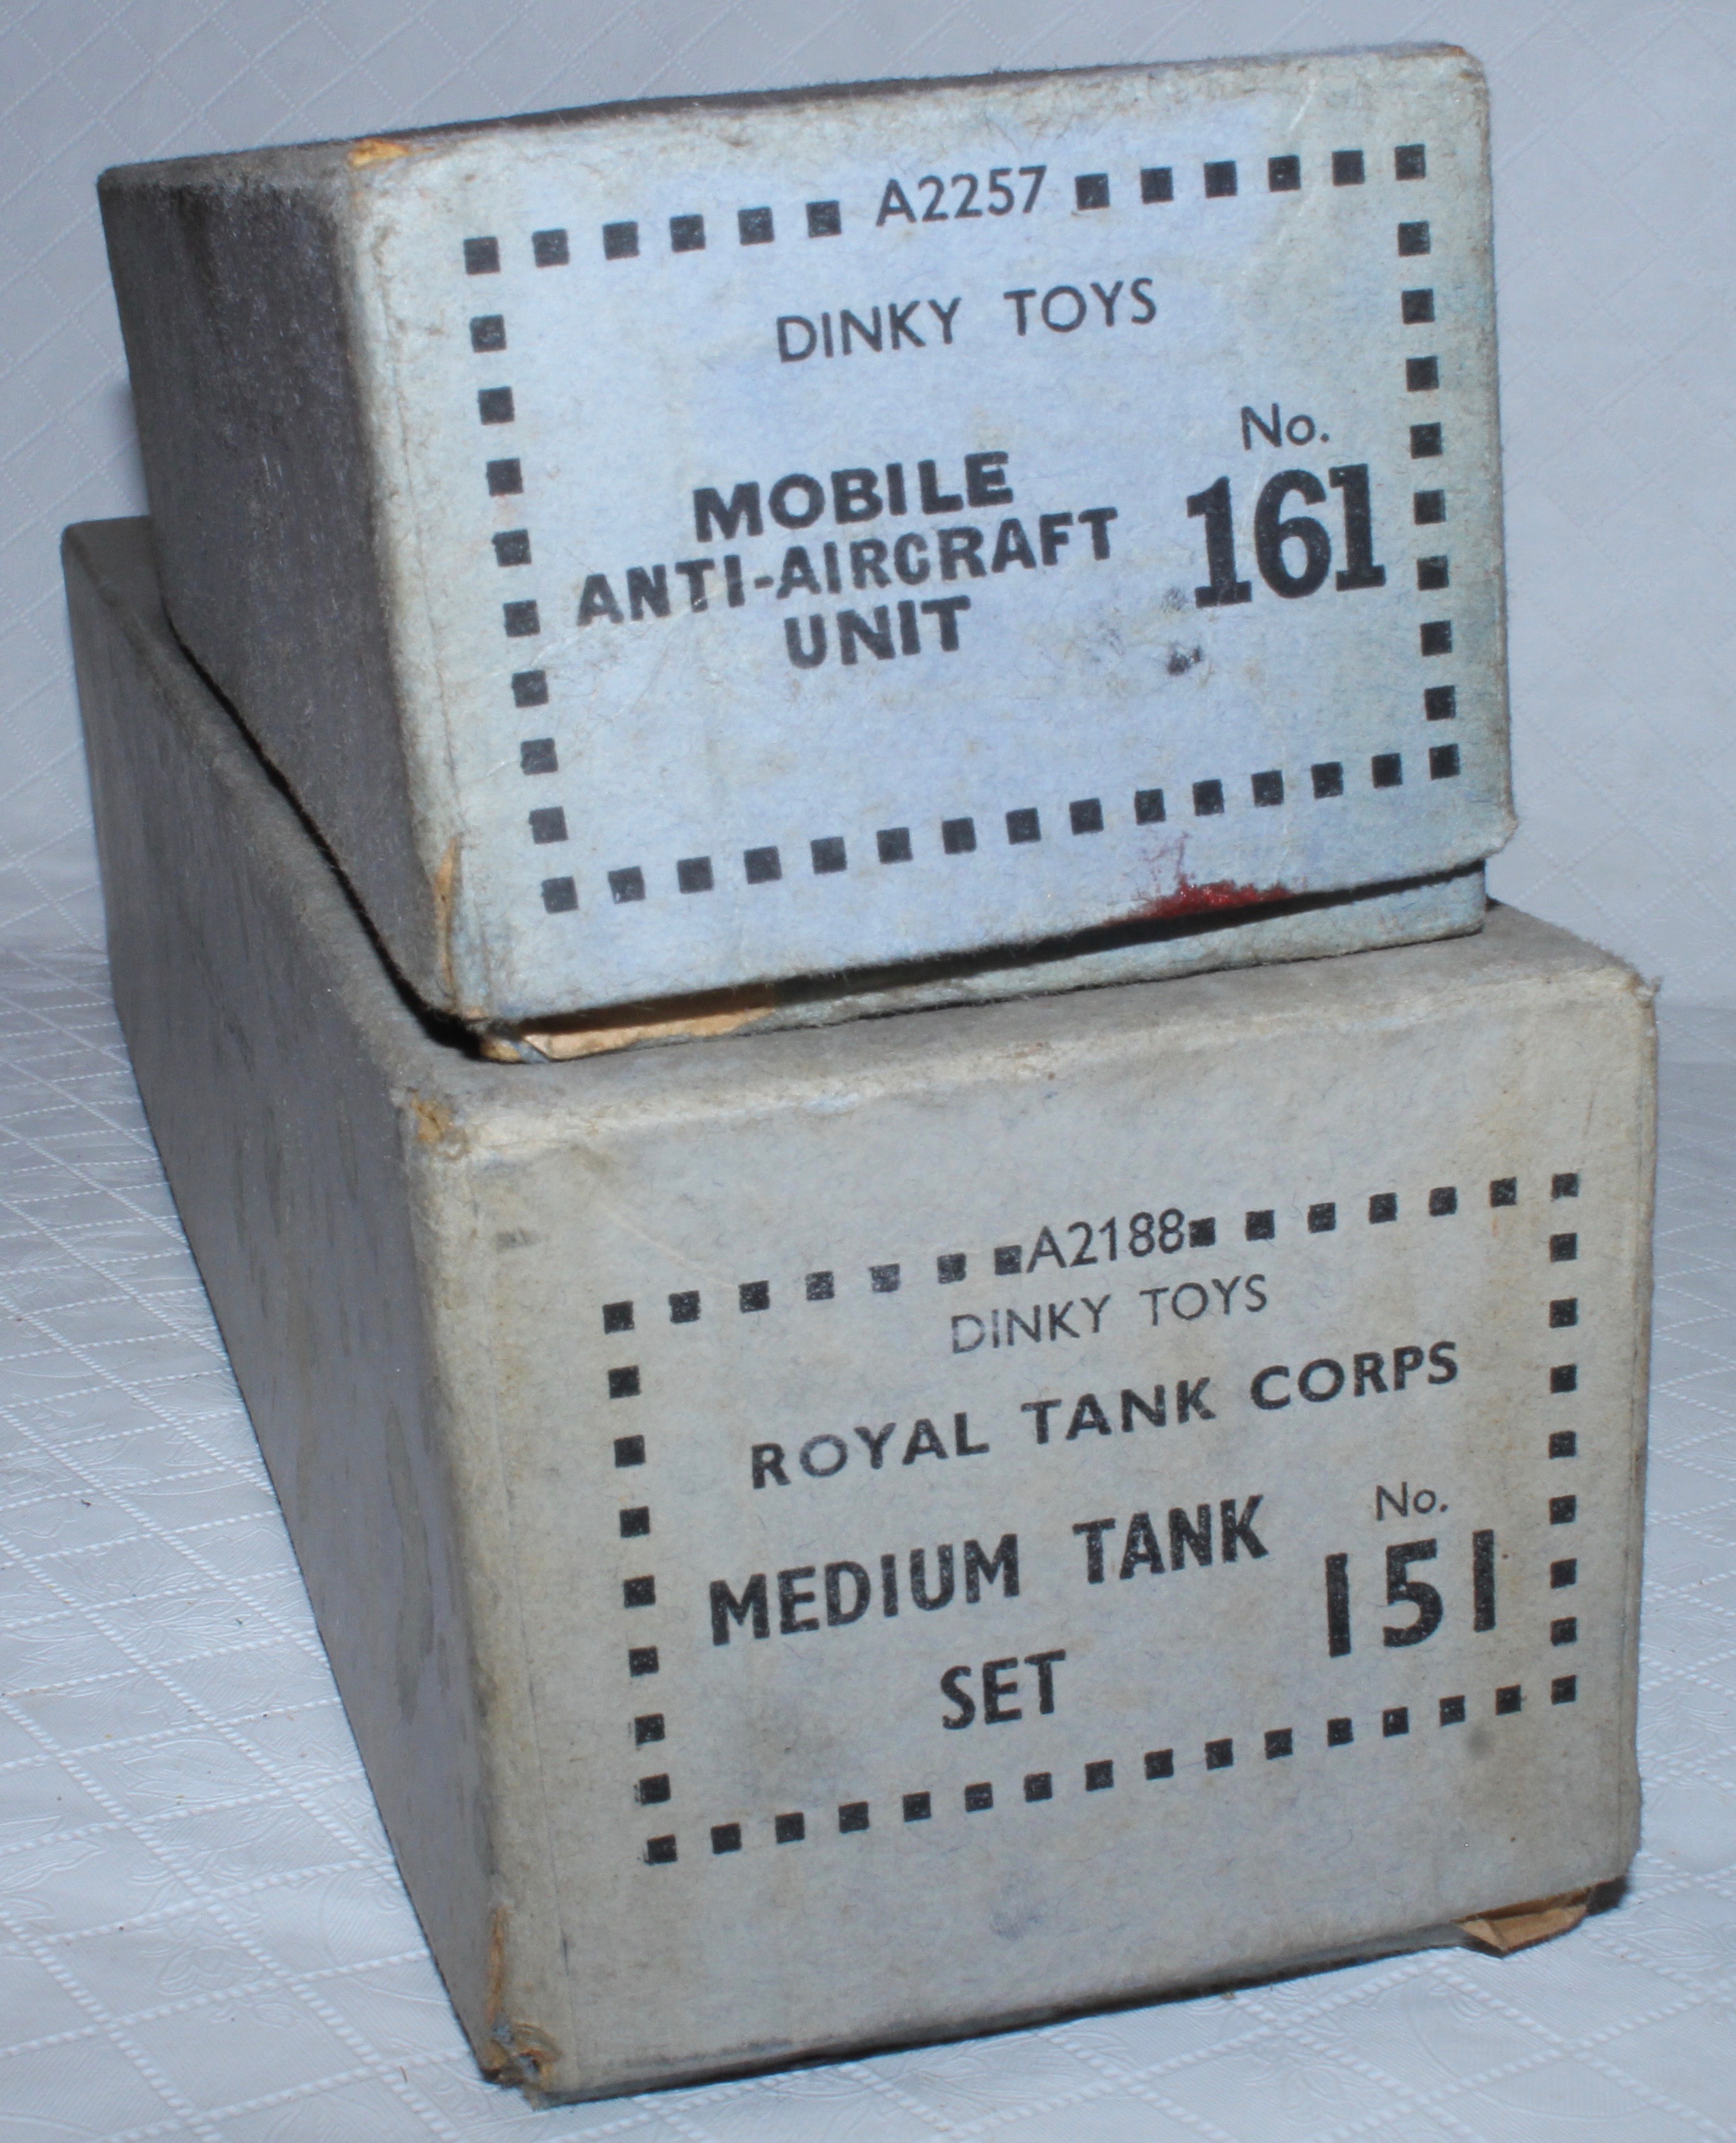 A2257
DINKY TOYS
No.
MOBILE
ANTI-AIRCRAFT 161
UNIT
A2188
DINKY TOYS
ROYAL TANK CORPS
No.
MEDIUM TANK 151
SET